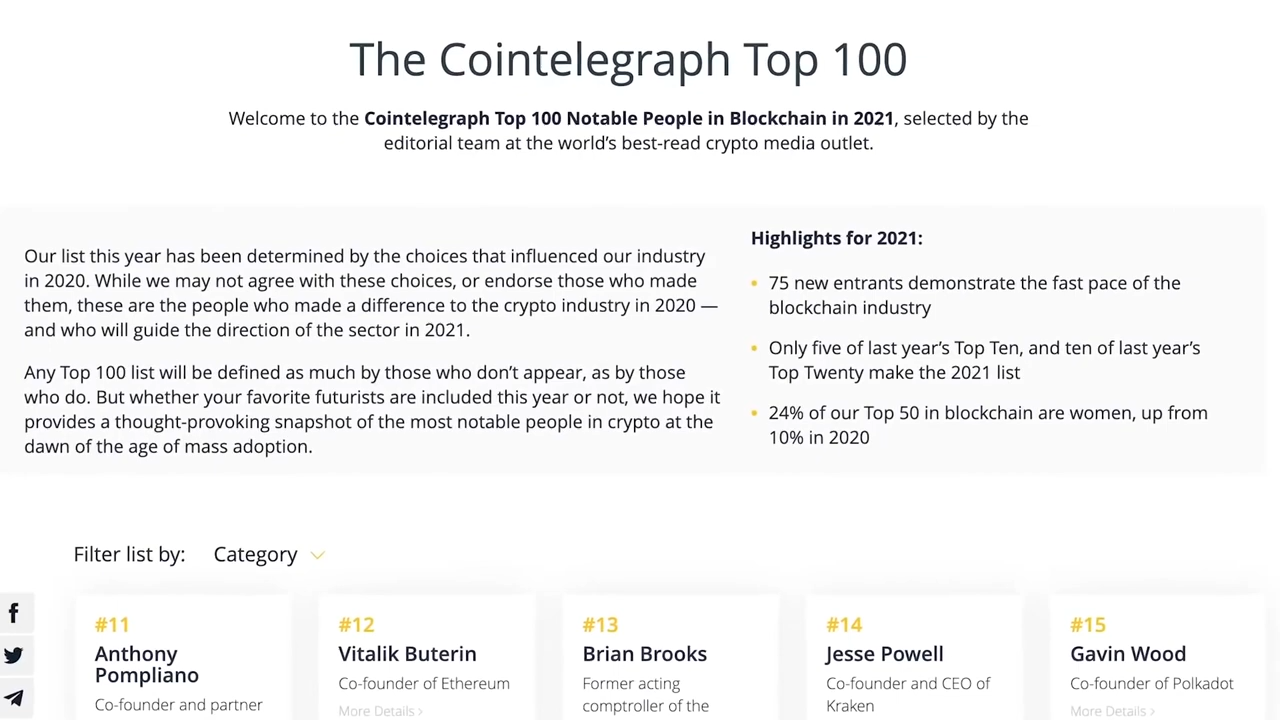 The Cointelegraph Top 100
Welcome to the Cointelegraph Top 100 Notable People in Blockchain in 2021, selected by the
editorial team at the world’s best-read crypto media outlet.
Our list this year has been determined by the choices that influenced our industry
in 2020. While we may not agree with these choices, or endorse those who made
them, these are the people who made a difference to the crypto industry in 2020 —
and who will guide the direction of the sector in 2021.
Any Top 100 list will be defined as much by those who don’t appear, as by those
who do. But whether your favorite futurists are included this year or not, we hope it
provides a thought-provoking snapshot of the most notable people in crypto at the
dawn of the age of mass adoption.
Highlights for 2021:
• 75 new entrants demonstrate the fast pace of the
blockchain industry
• Only five of last year’s Top Ten, and ten of last year’s
Top Twenty make the 2021 list
• 24% of our Top 50 in blockchain are women, up from
10% in 2020
Filter list by: Category
#11
Anthony
Pompliano
Co-founder and partner
#12
Vitalik Buterin
Co-founder of Ethereum
More Details >
#13
Brian Brooks
Former acting
comptroller of the
#14
Jesse Powell
Co-founder and CEO of
Kraken
#15
Gavin Wood
Co-founder of Polkadot
More Details >